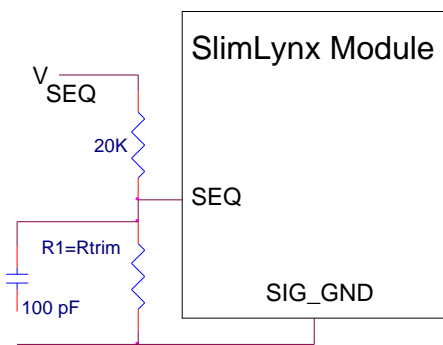 SlimLynx Module
V
SEQ
20K
SEQ
R1=Rtrim
SIG_GND
100 pF